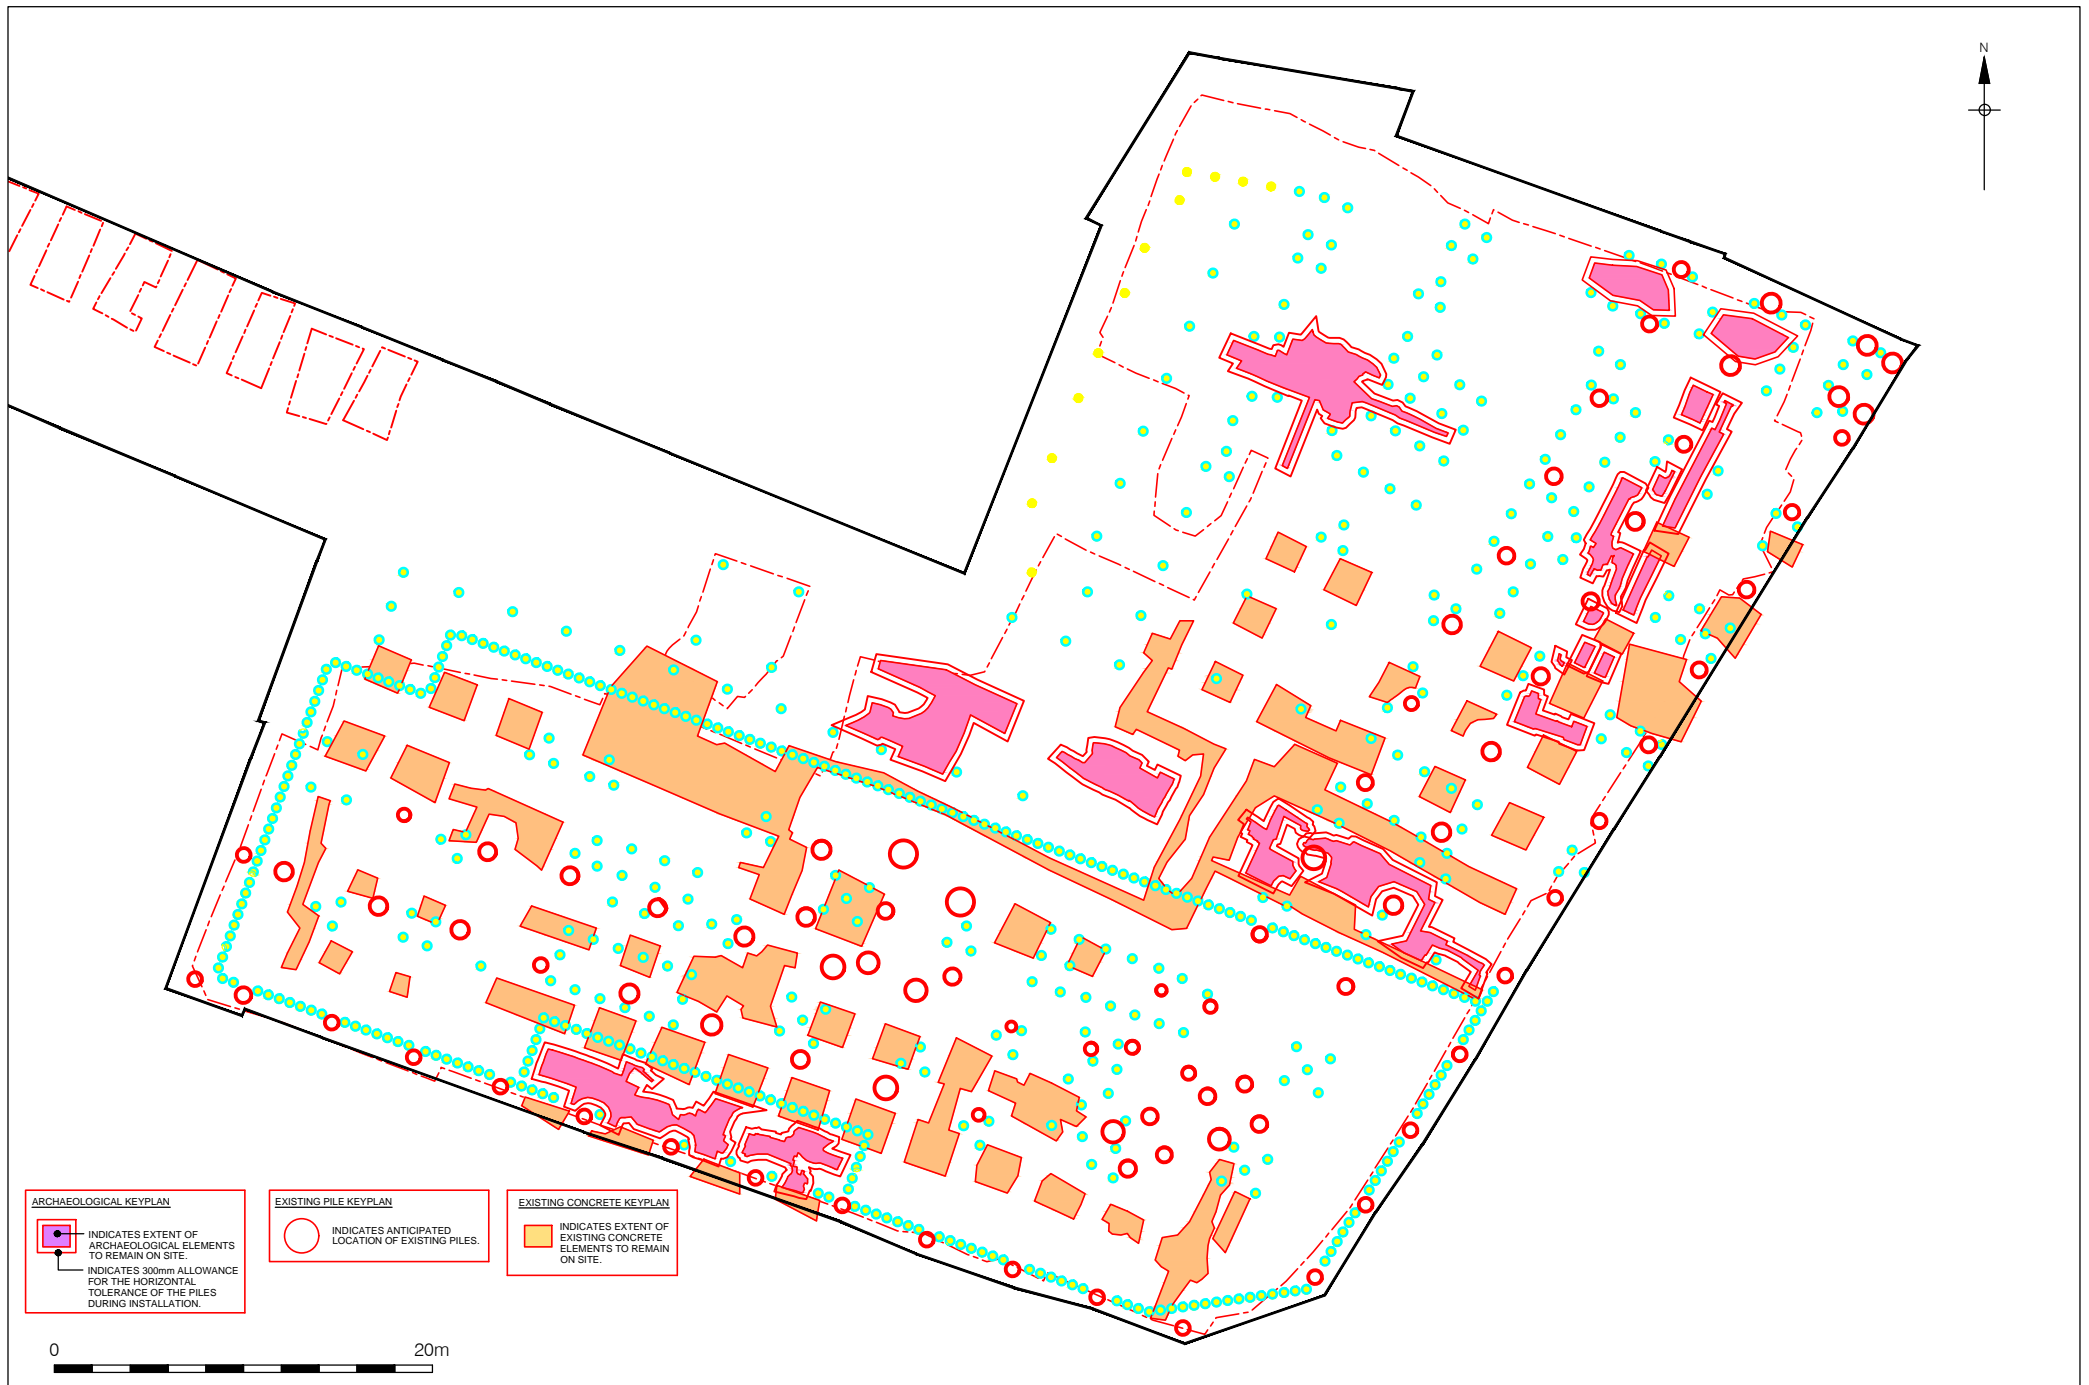 N
ARCHAEOLOGICAL KEYPLAN
INDICATES EXTENT OF
ARCHAEOLOGICAL ELEMENTS
TO REMAIN ON SITE.
INDICATES 300mm ALLOWANCE
FOR THE HORIZONTAL
TOLERANCE OF THE PILES
DURING INSTALLATION.
EXISTING PILE KEYPLAN
INDICATES ANTICIPATED
LOCATION OF EXISTING PILES.
EXISTING CONCRETE KEYPLAN
INDICATES EXTENT OF
EXISTING CONCRETE
ELEMENTS TO REMAIN
ON SITE.
0 20m